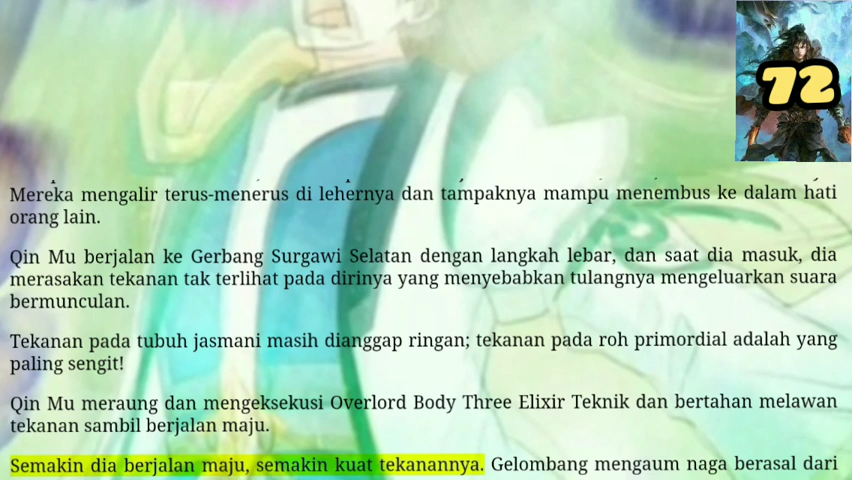 72
Mereka mengalir terus-menerus di lehernya dan tampaknya mampu menembus ke dalam hati
orang lain.
Qin Mu berjalan ke Gerbang Surgawi Selatan dengan langkah lebar, dan saat dia masuk, dia
merasakan tekanan tak terlihat pada dirinya yang menyebabkan tulangnya mengeluarkan suara
bermunculan.
Tekanan pada tubuh jasmani masih dianggap ringan; tekanan pada roh primordial adalah yang
paling sengit!
Qin Mu meraung dan mengeksekusi Overlord Body Three Elixir Teknik dan bertahan melawan
tekanan sambil berjalan maju.
Semakin dia berjalan maju, semakin kuat tekanannya. Gelombang mengaum naga berasal dari